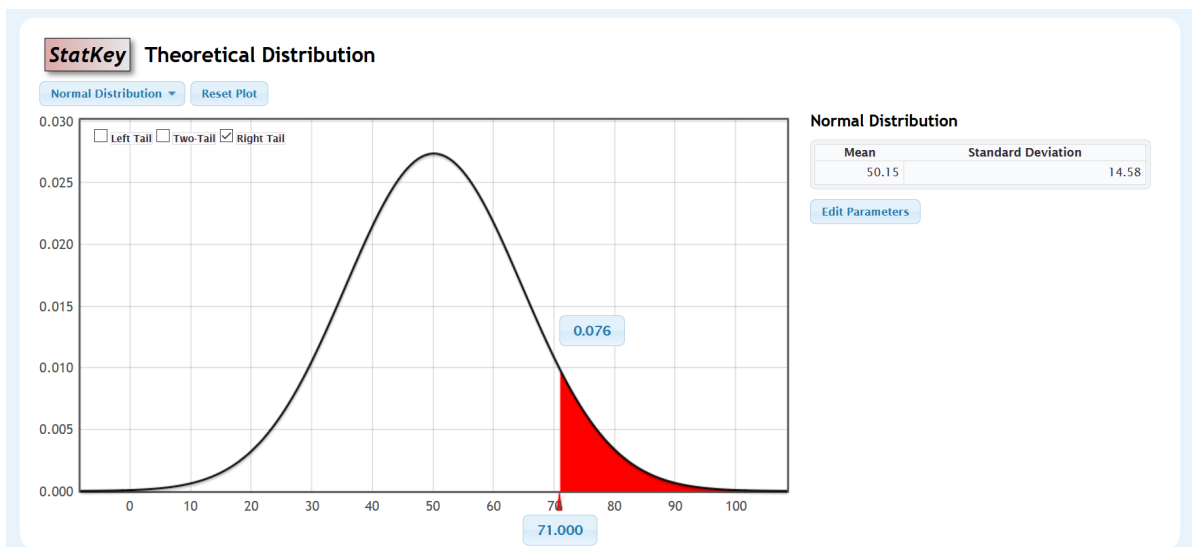 StatKey Theoretical Distribution
Normal Distribution Reset Plot
Left Tail Two-Tail Right Tail
0.030
0.025
0.020
0.015
0.010
0.005
0.000
0.076
0 10 20 30 40 50 60 70 80 90 100
71.000
Normal Distribution
Mean Standard Deviation
50.15 14.58
Edit Parameters